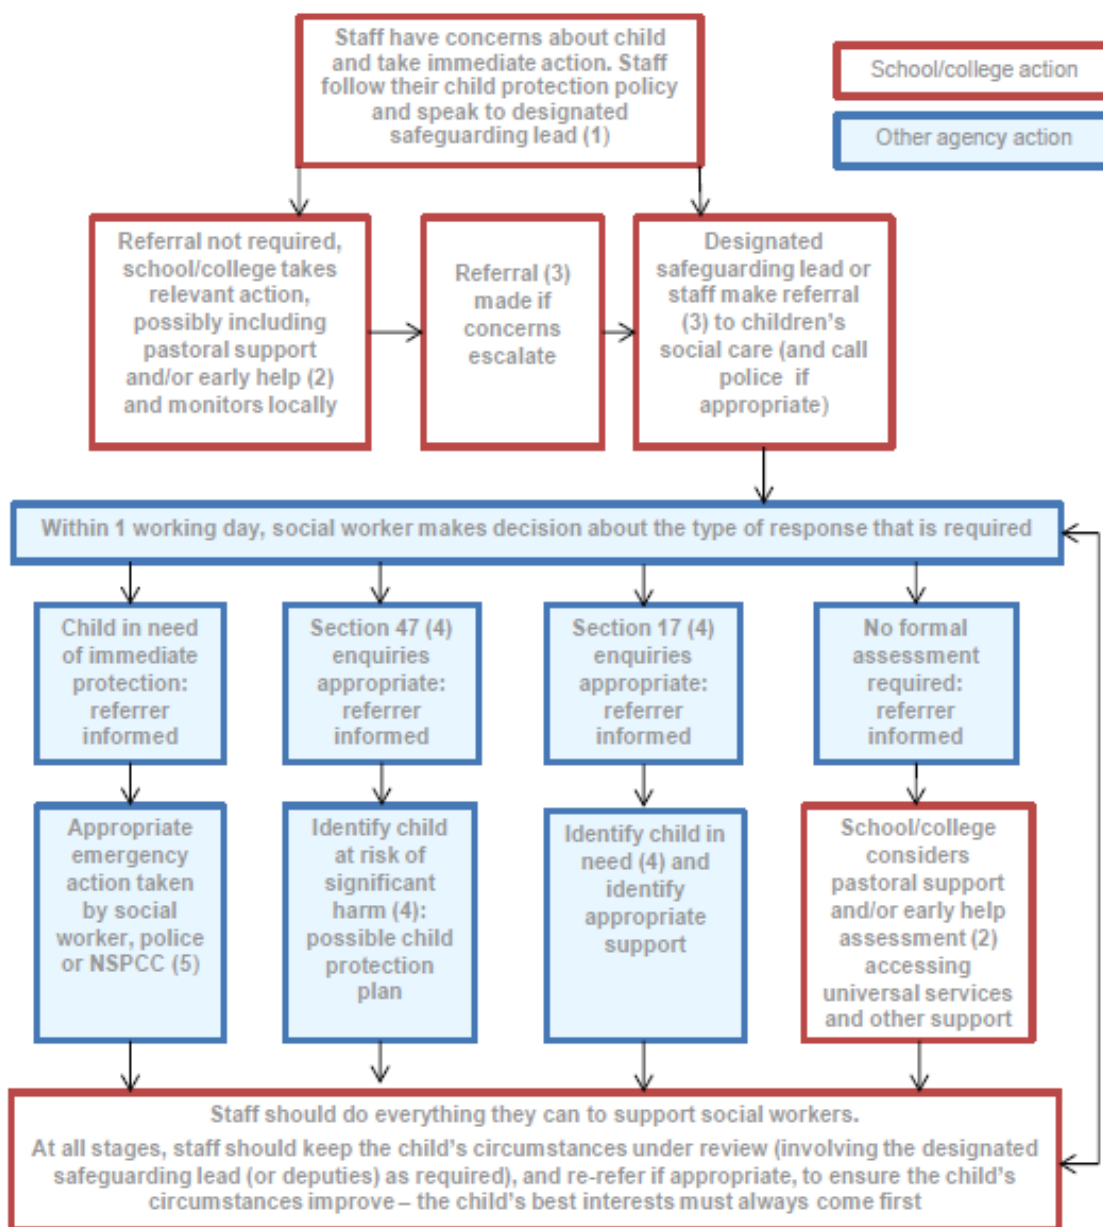 Staff have concerns about child
and take immediate action. Staff
follow their child protection policy
and speak to designated
safeguarding lead (1)
School/college action
Other agency action
Referral not required,
school/college takes
relevant action,
possibly including
pastoral support
and/or early help (2)
and monitors locally
Referral (3)
made if
concerns
escalate
Designated
safeguarding lead or
staff make referral
(3) to children's
social care (and call
police if
appropriate)
Within 1 working day, social worker makes decision about the type of response that is required
Child in need
of immediate
protection:
referrer
informed
Section 47 (4)
enquiries
appropriate:
referrer
informed
Section 17 (4)
enquiries
appropriate:
referrer
informed
No formal
assessment
required:
referrer
informed
Appropriate
emergency
action taken
by social
worker, police
or NSPCC (5)
Identify child
at risk of
significant
harm (4):
possible child
protection
plan
Identify child in
need (4) and
identify
appropriate
support
School/college
considers
pastoral support
and/or early help
assessment (2)
accessing
universal services
and other support
Staff should do everything they can to support social workers.
At all stages, staff should keep the child's circumstances under review (involving the designated
safeguarding lead (or deputies) as required), and re-refer if appropriate, to ensure the child's
circumstances improve – the child's best interests must always come first